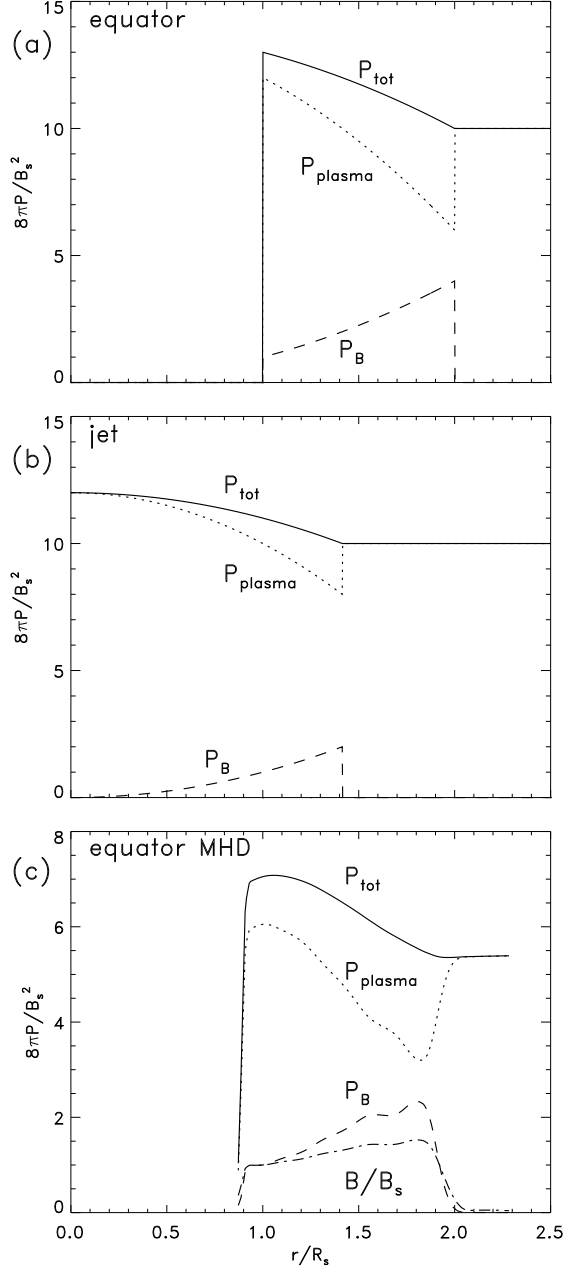 (a)
equator
15
10
5
0
8πP/B_s^2
P_tot
P_plasma
P_B
(b)
jet
15
10
5
0
8πP/B_s^2
P_tot
P_plasma
P_B
(c)
equator MHD
8
6
4
2
0
8πP/B_s^2
P_tot
P_plasma
P_B
B/B_s
0.0 0.5 1.0 1.5 2.0 2.5
r/R_s